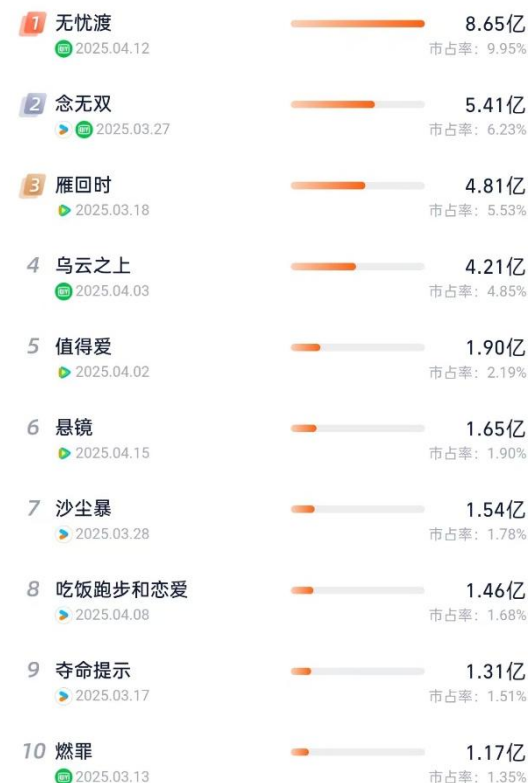 1 无忧渡 8.65亿
2025.04.12 市占率: 9.95%
2 念无双 5.41亿
2025.03.27 市占率: 6.23%
3 雁回时 4.81亿
2025.03.18 市占率: 5.53%
4 乌云之上 4.21亿
2025.04.03 市占率: 4.85%
5 值得爱 1.90亿
2025.04.02 市占率: 2.19%
6 悬镜 1.65亿
2025.04.15 市占率: 1.90%
7 沙尘暴 1.54亿
2025.03.28 市占率: 1.78%
8 吃饭跑步和恋爱 1.46亿
2025.04.08 市占率: 1.68%
9 夺命提示 1.31亿
2025.03.17 市占率: 1.51%
10 燃罪 1.17亿
2025.03.13 市占率: 1.35%